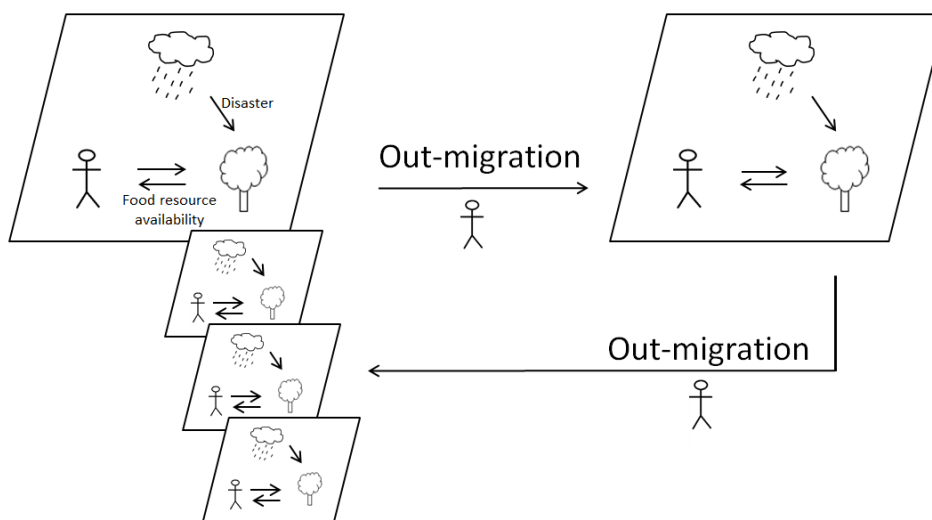 Disaster
Out-migration
Food resource
availability
Out-migration